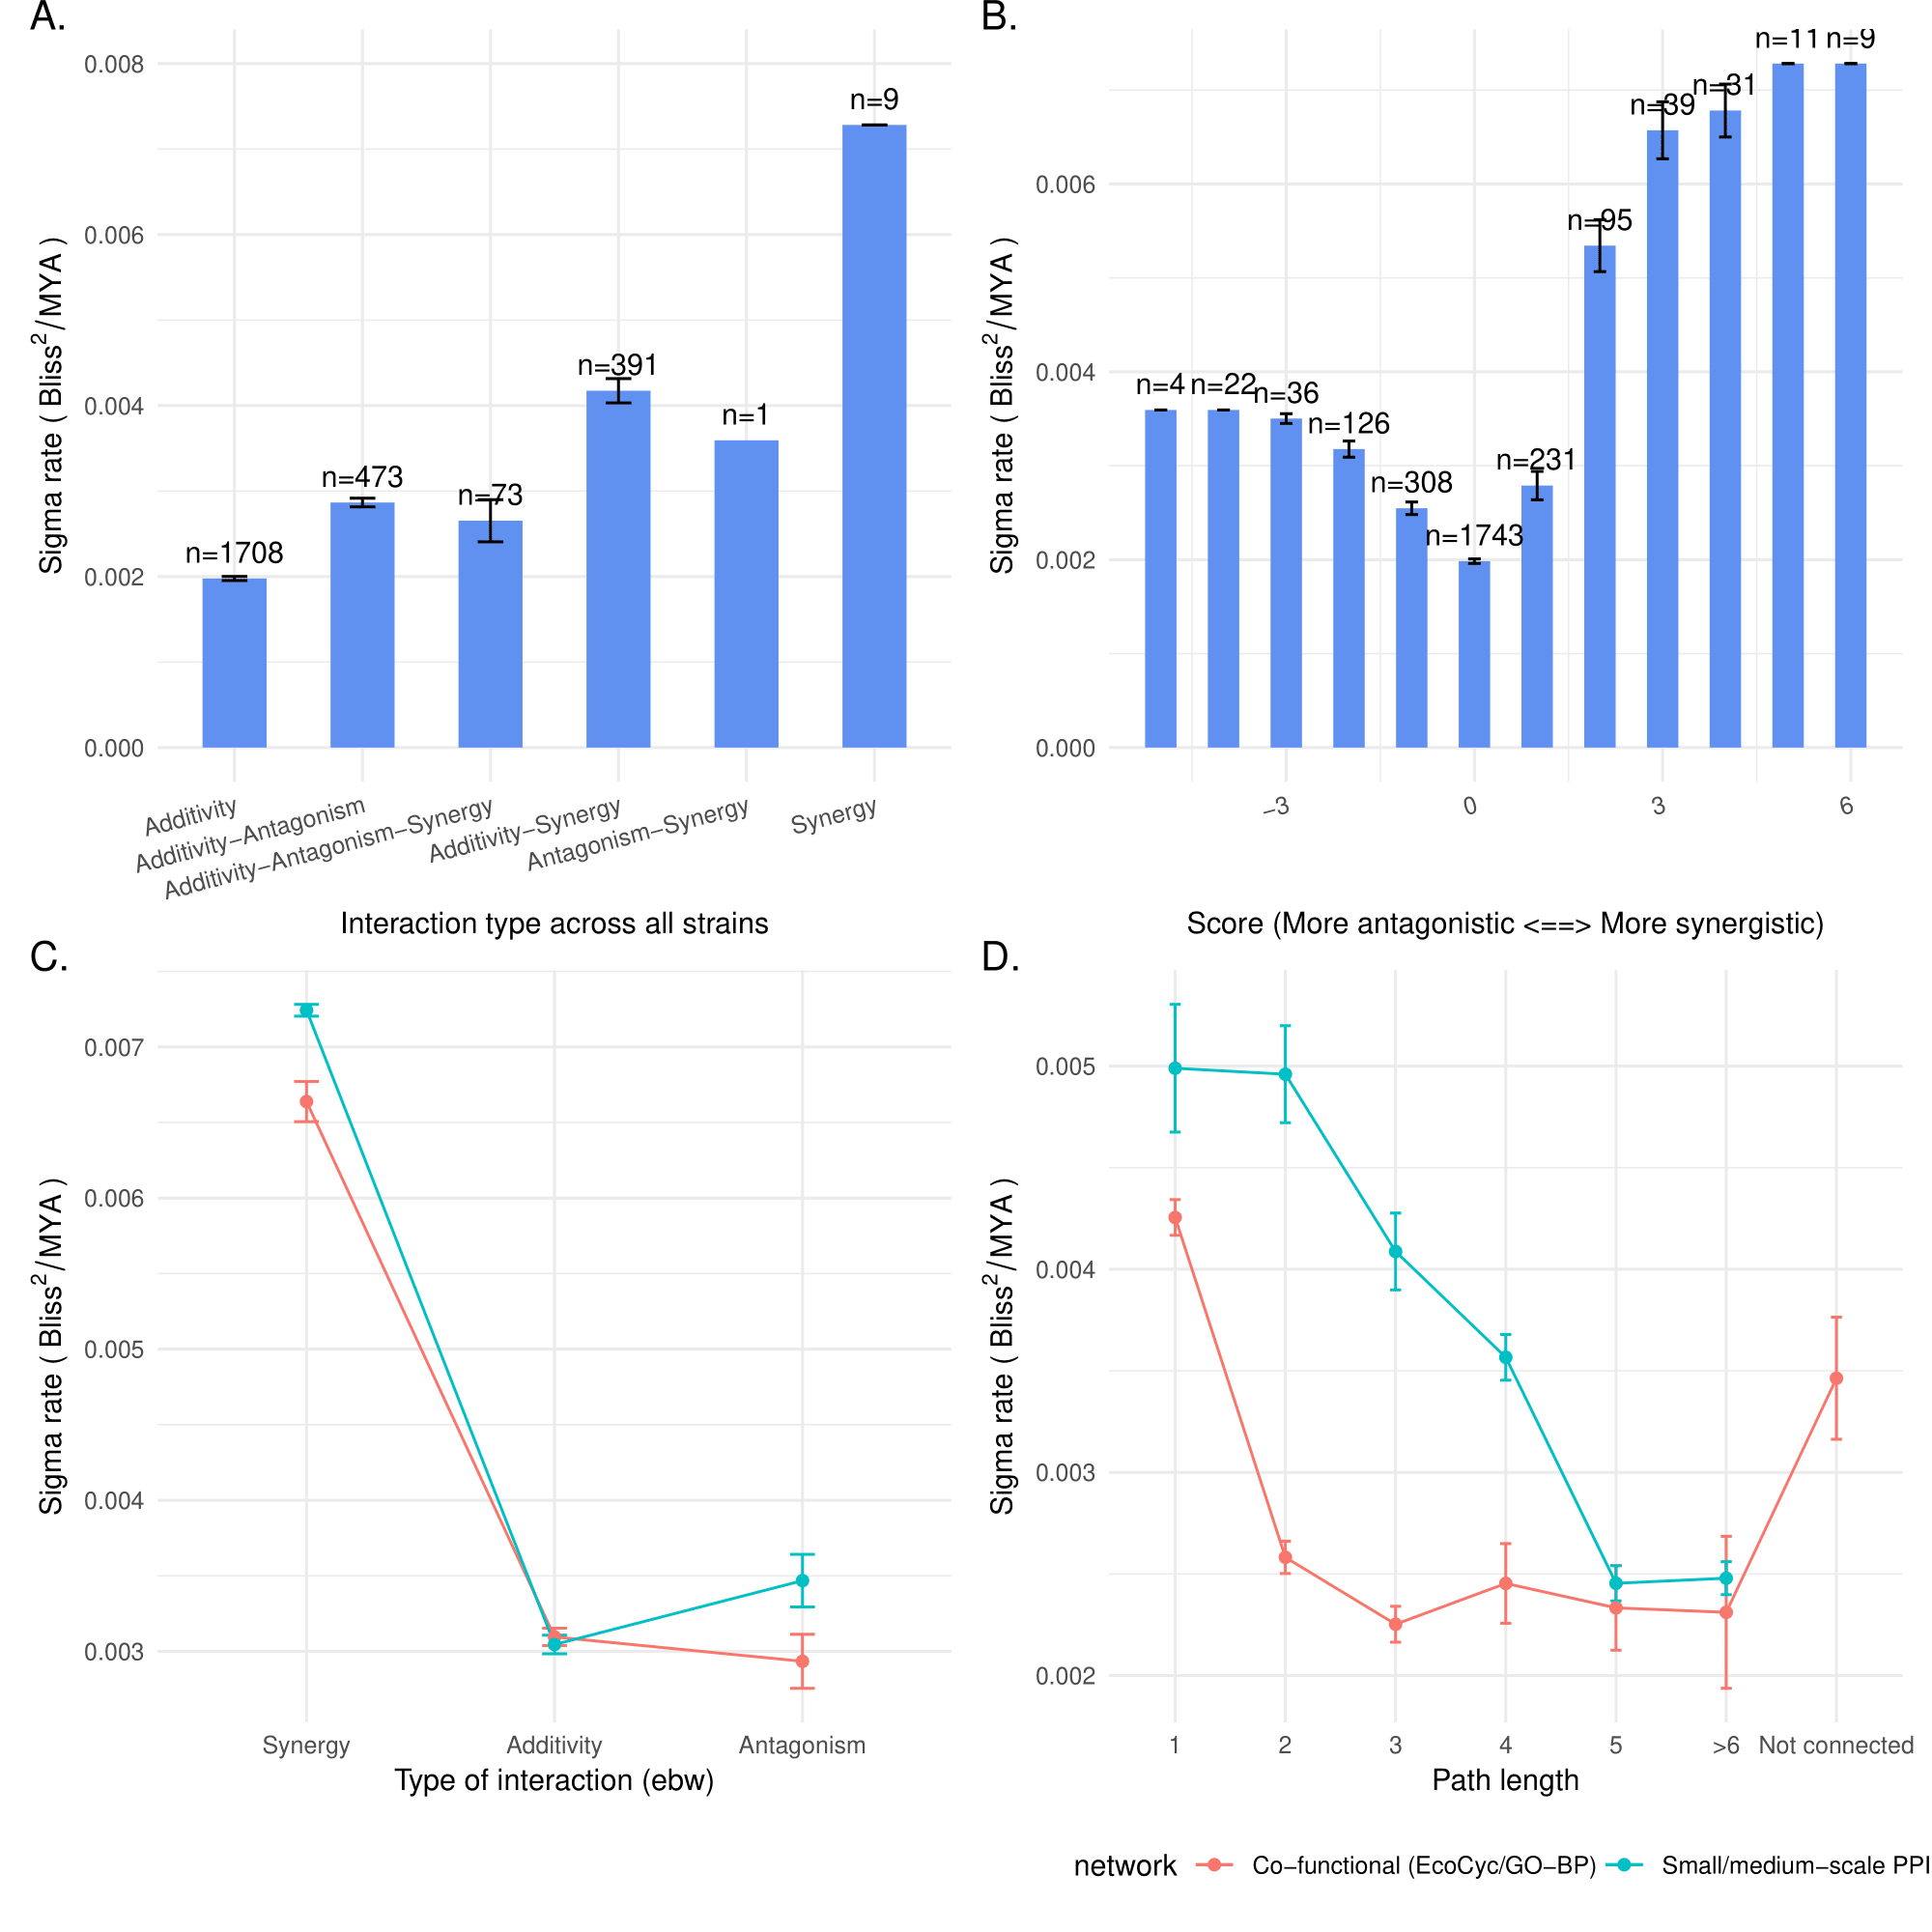 A.
Sigma rate ( Bliss2/MYA )
0.008
0.006
0.004
0.002
0.000
n=1708
n=473
n=73
n=391
n=1
n=9
Additivity
Additivity−Antagonism
Additivity−Antagonism−Synergy
Additivity−Synergy
Antagonism−Synergy
Synergy
Interaction type across all strains
B.
Sigma rate ( Bliss2/MYA )
0.006
0.004
0.002
0.000
n=4
n=22
n=36
n=126
n=308
n=1743
n=231
n=95
n=39
n=31
n=11
n=9
−3
0
3
6
Score (More antagonistic <==> More synergistic)
C.
Sigma rate ( Bliss2/MYA )
0.007
0.006
0.005
0.004
0.003
Synergy
Additivity
Antagonism
Type of interaction (ebw)
D.
Sigma rate ( Bliss2/MYA )
0.005
0.004
0.003
0.002
1
2
3
4
5
>6
Not connected
Path length
network
Co−functional (EcoCyc/GO−BP)
Small/medium−scale PPI